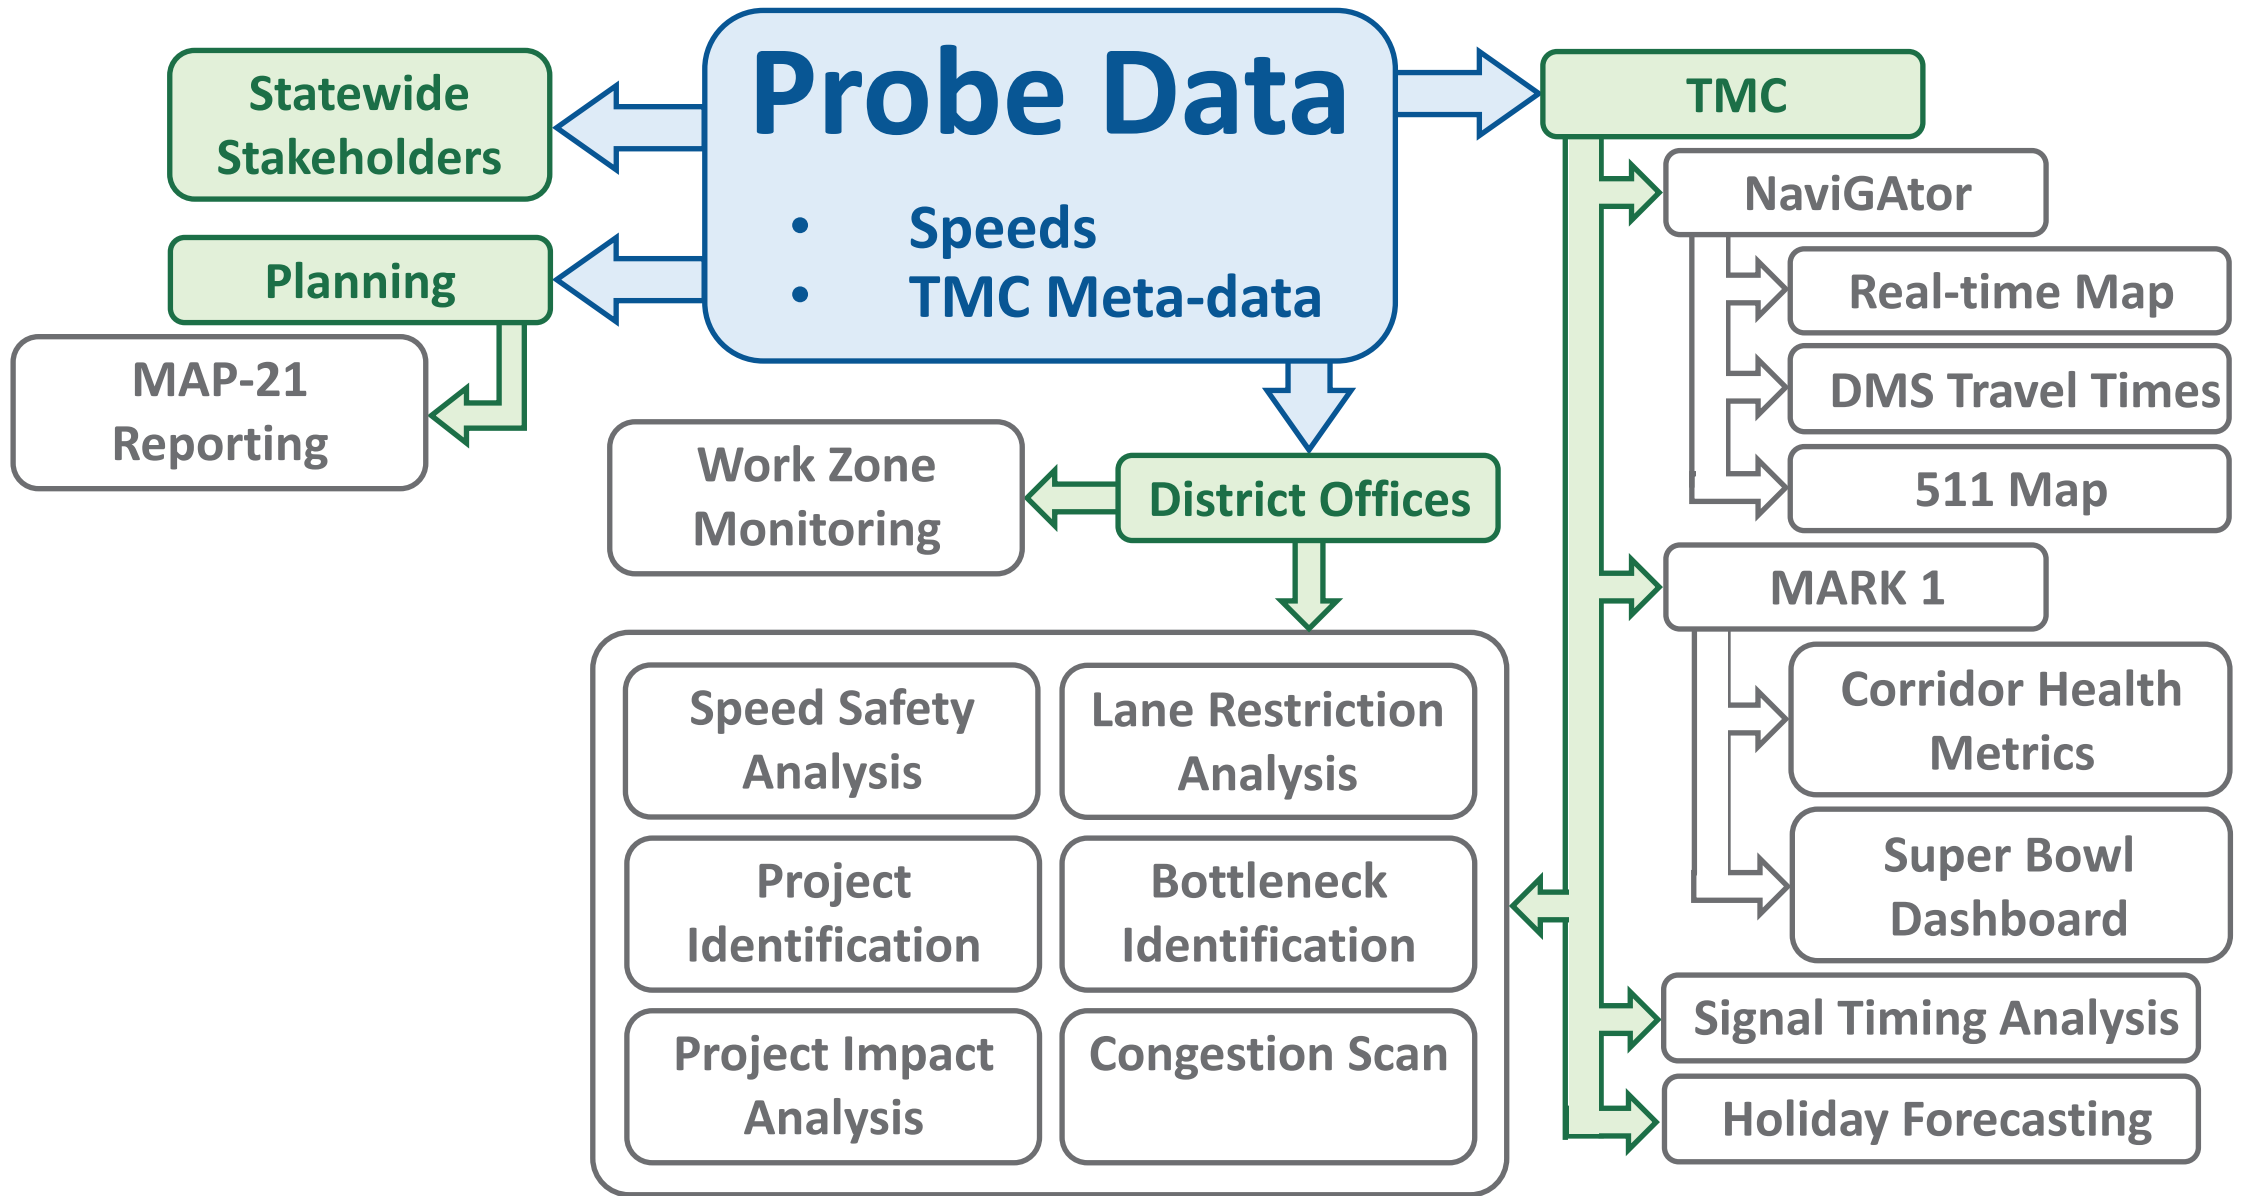 Probe Data
• Speeds
• TMC Meta-data
Statewide
Stakeholders
Planning
MAP-21
Reporting
District Offices
Work Zone
Monitoring
Speed Safety
Analysis
Lane Restriction
Analysis
Project
Identification
Bottleneck
Identification
Project Impact
Analysis
Congestion Scan
TMC
NaviGAtor
Real-time Map
DMS Travel Times
511 Map
MARK 1
Corridor Health
Metrics
Super Bowl
Dashboard
Signal Timing Analysis
Holiday Forecasting